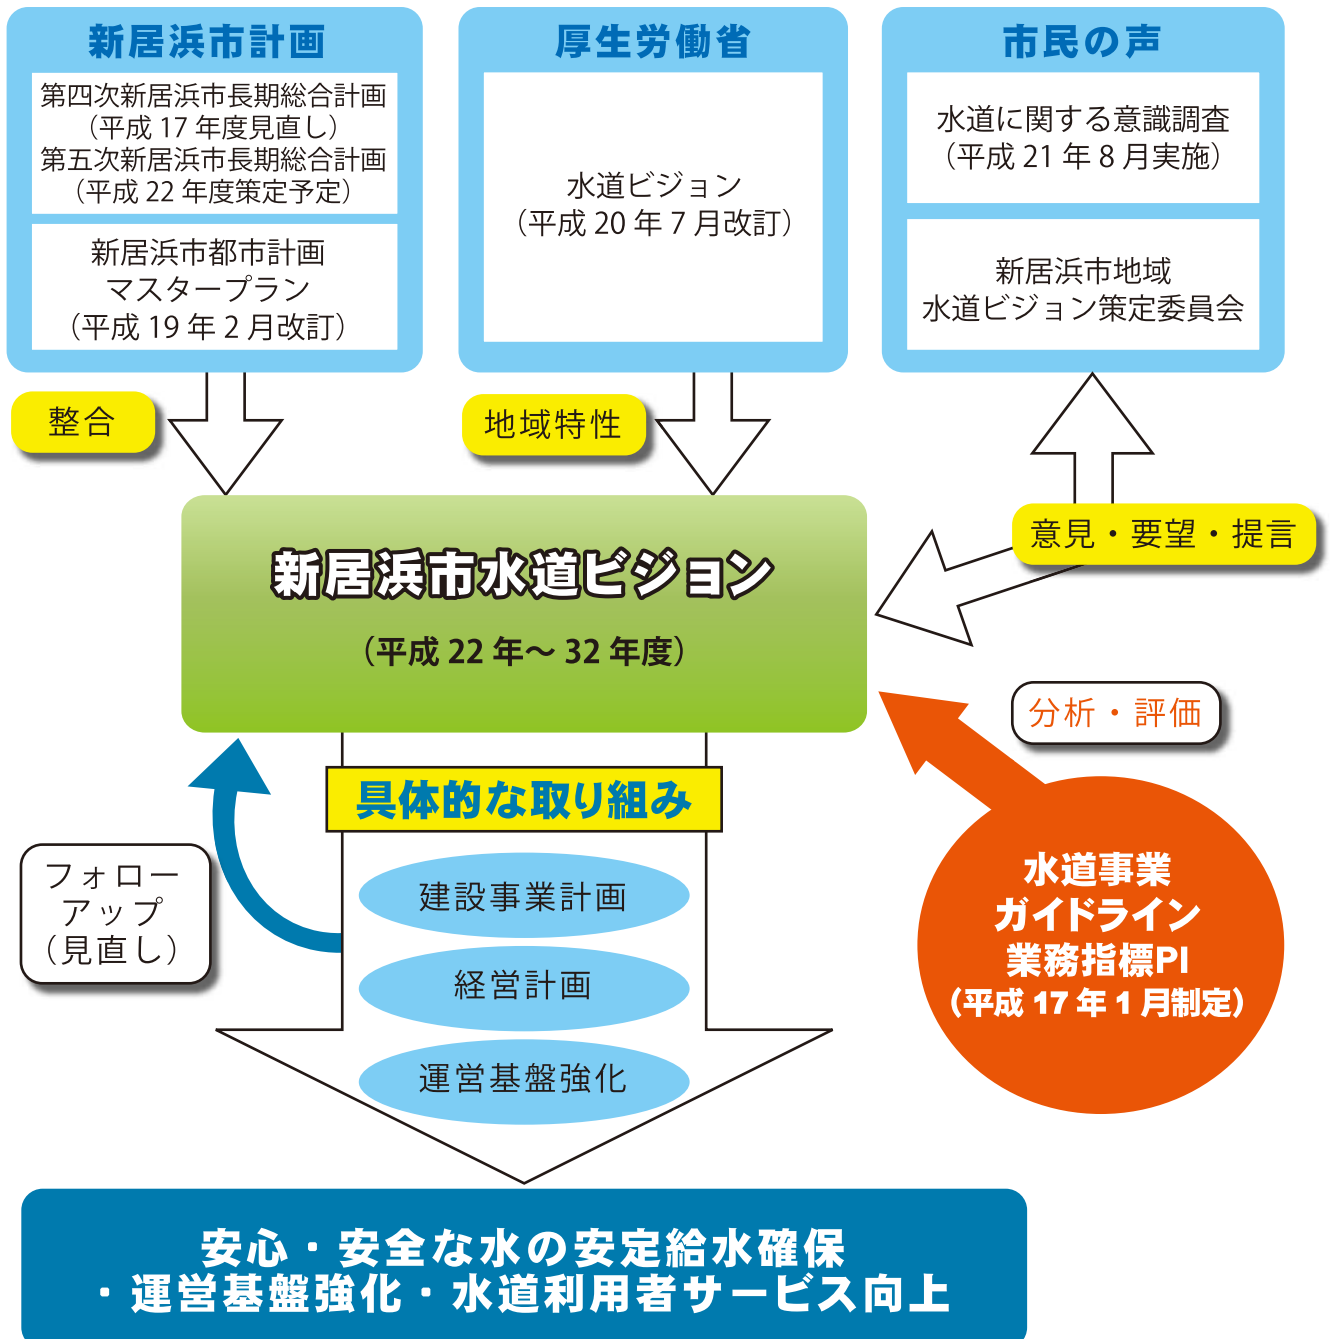 新居浜市計画
第四次新居浜市長期総合計画
（平成 17 年度見直し）
第五次新居浜市長期総合計画
（平成 22 年度策定予定）
新居浜市都市計画
マスタープラン
（平成 19 年 2 月改訂）
厚生労働省
水道ビジョン
（平成 20 年 7 月改訂）
市民の声
水道に関する意識調査
（平成 21 年 8 月実施）
新居浜市地域
水道ビジョン策定委員会
整合
地域特性
意見・要望・提言
新居浜市水道ビジョン
（平成 22 年〜 32 年度）
分析・評価
具体的な取り組み
フォロー
アップ
（見直し）
建設事業計画
経営計画
運営基盤強化
水道事業
ガイドライン
業務指標PI
（平成 17 年 1 月制定）
安心・安全な水の安定給水確保
・運営基盤強化・水道利用者サービス向上